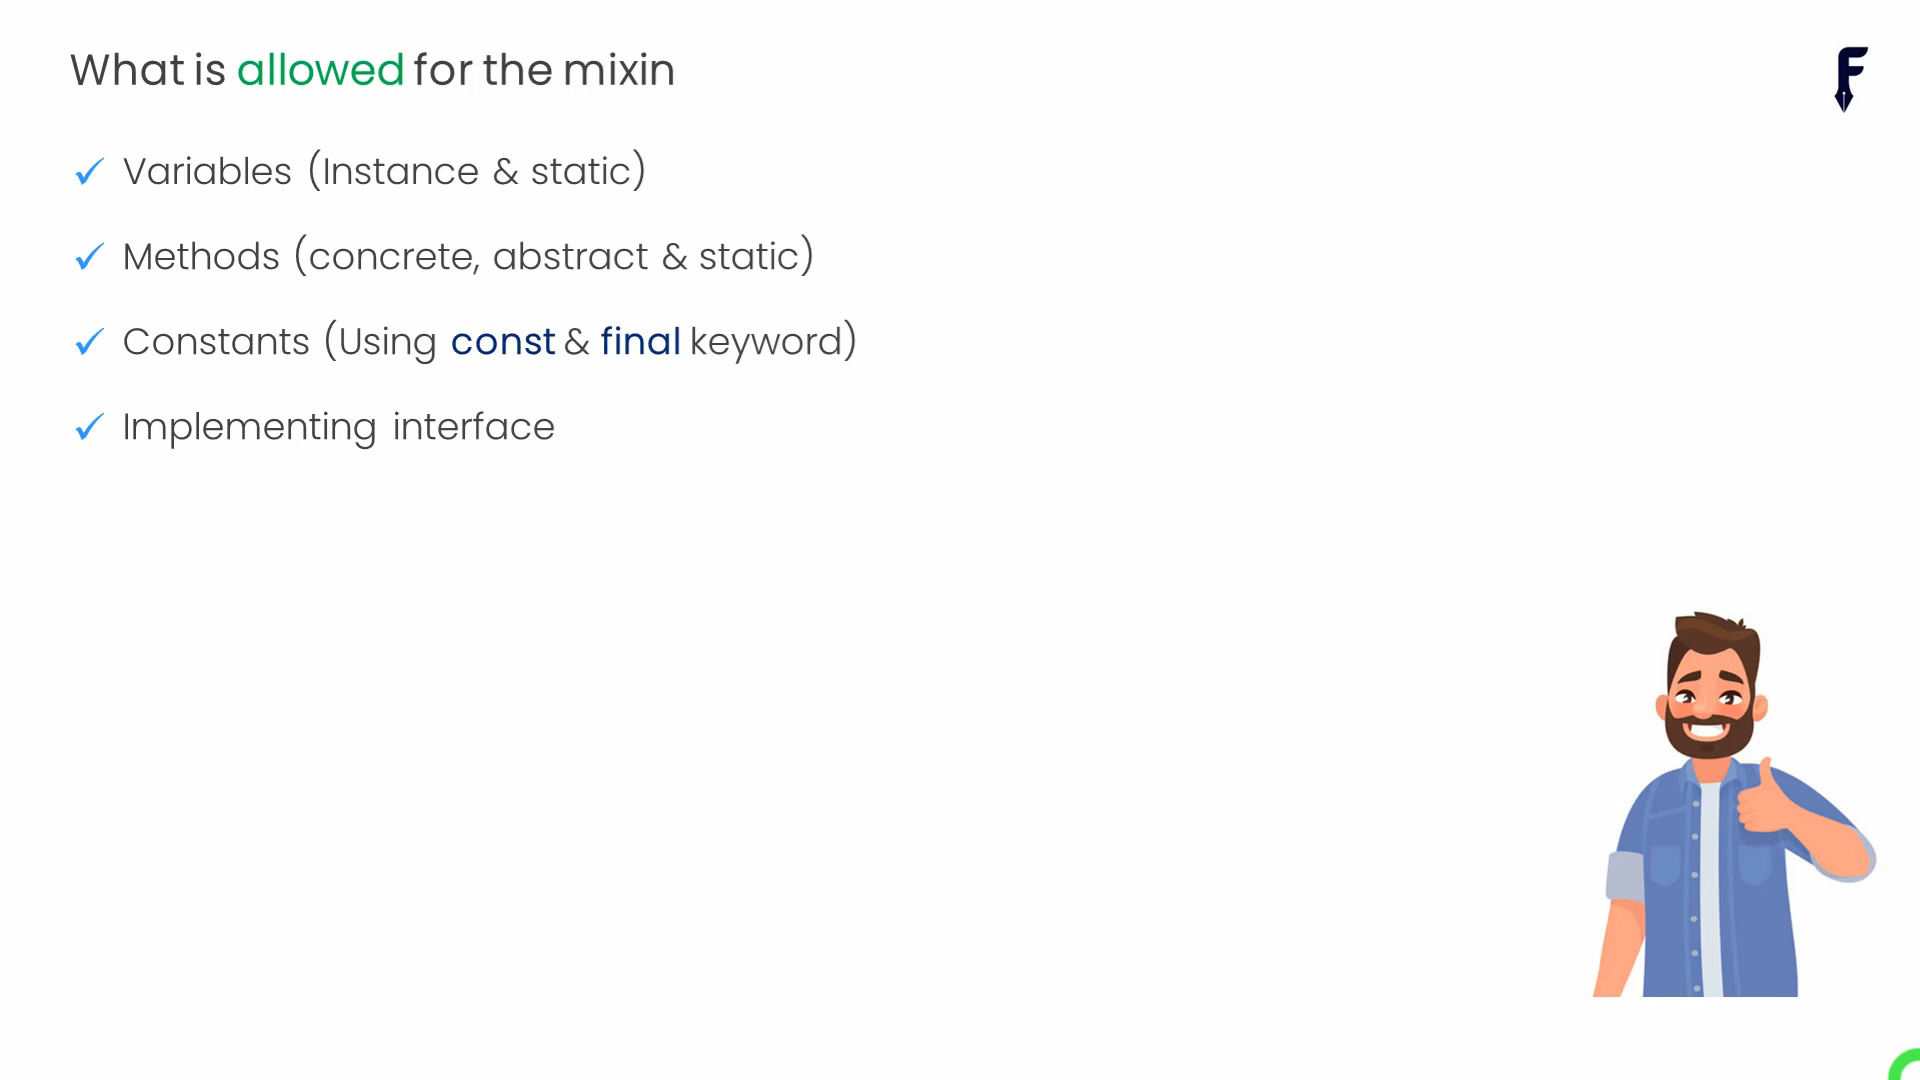 What is allowed for the mixin
Variables (Instance & static)
Methods (concrete, abstract & static)
Constants (Using const & final keyword)
Implementing interface